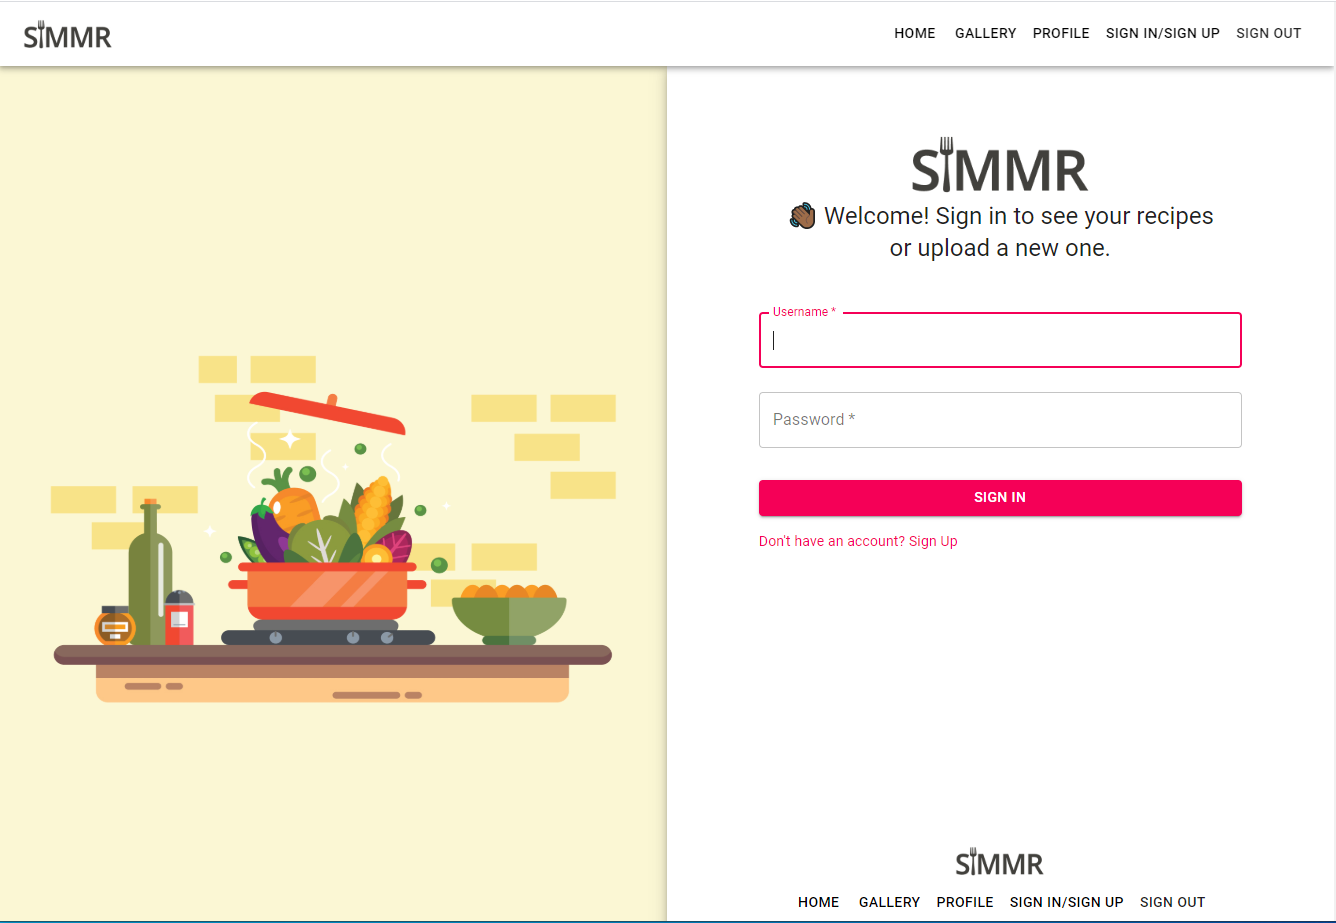 SIMMR
HOME GALLERY PROFILE SIGN IN/SIGN UP SIGN OUT
SIMMR
👋🏾 Welcome! Sign in to see your recipes
or upload a new one.
Username *
Password *
SIGN IN
Don't have an account? Sign Up
SIMMR
HOME GALLERY PROFILE SIGN IN/SIGN UP SIGN OUT